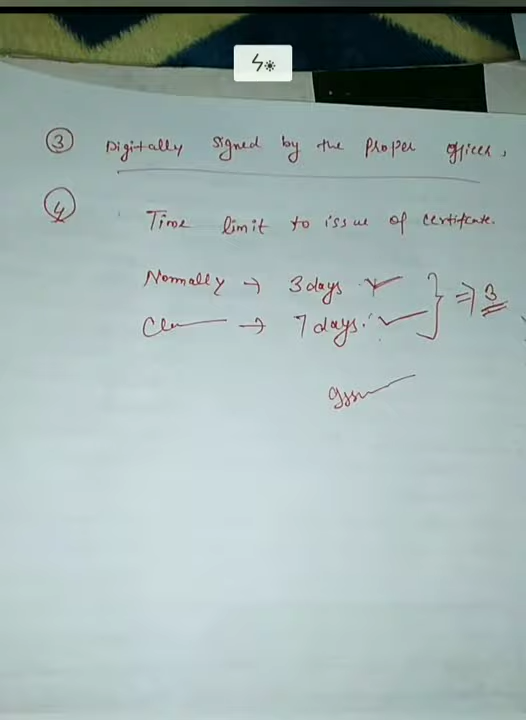 ③ Digitally signed by the proper officer,
④ Time limit to issue of certificate.
Normally → 3 days
→ 7 days. ⇒ 3